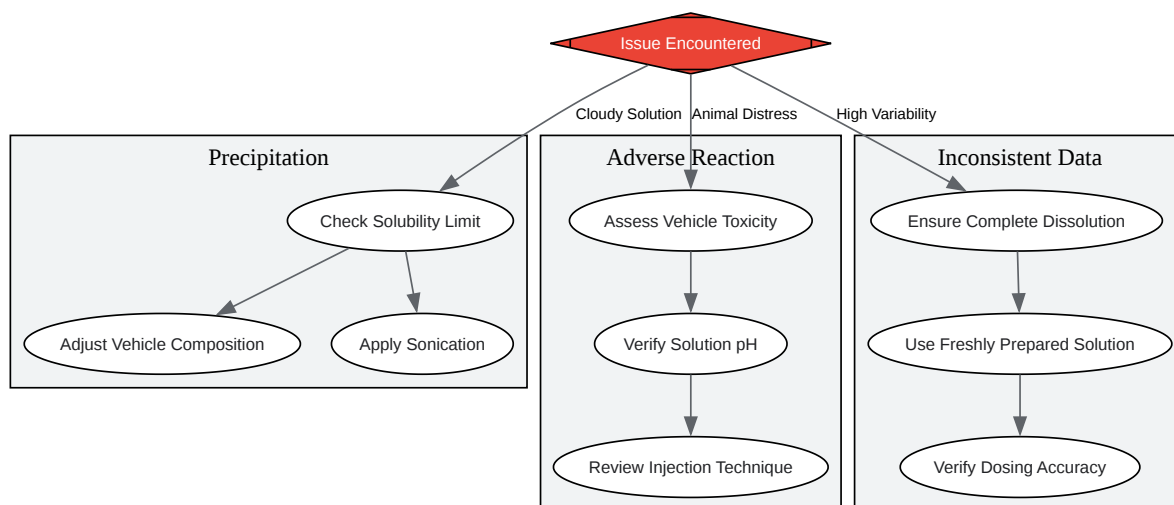 Issue Encountered
Cloudy Solution
Animal Distress
High Variability
Precipitation
Adverse Reaction
Inconsistent Data
Check Solubility Limit
Assess Vehicle Toxicity
Ensure Complete Dissolution
Adjust Vehicle Composition
Apply Sonication
Verify Solution pH
Use Freshly Prepared Solution
Review Injection Technique
Verify Dosing Accuracy